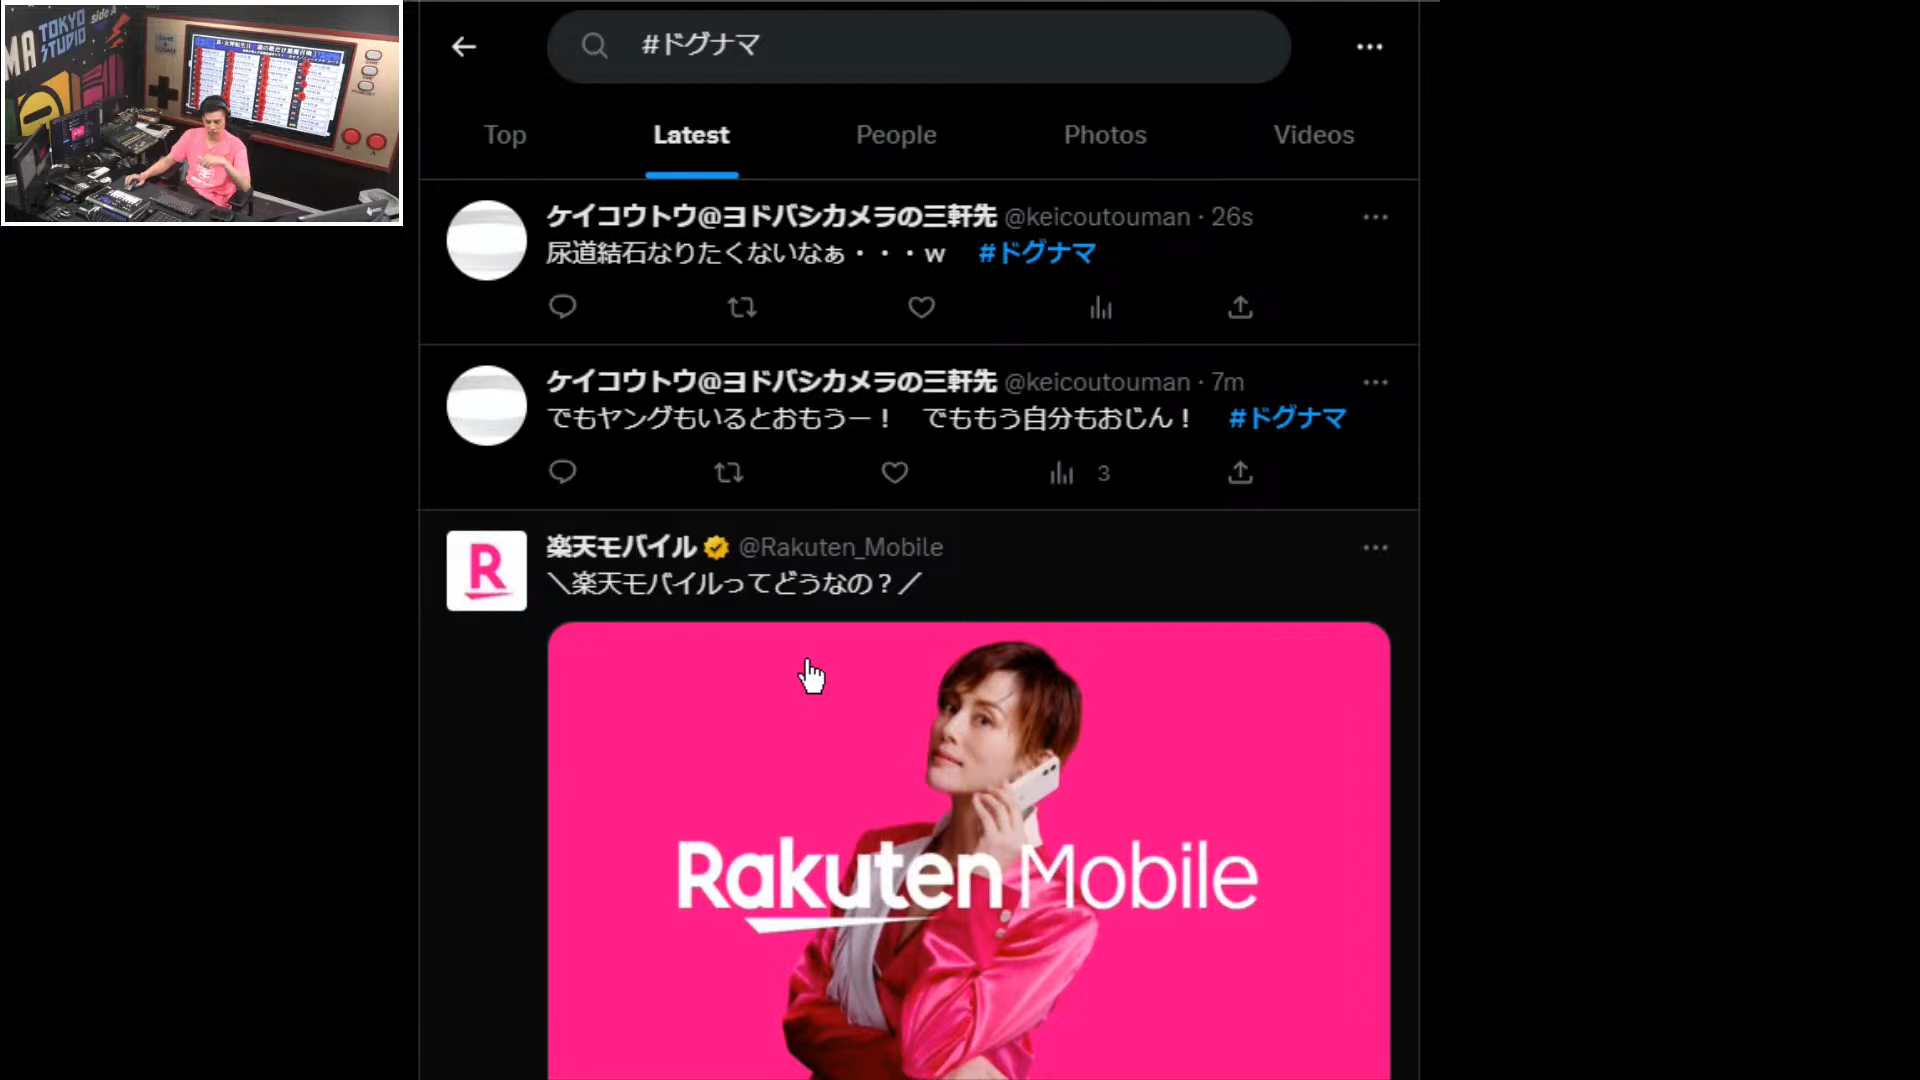 TOKYO
STUDIO
side A
#ドグナマ
Top
Latest
People
Photos
Videos
ケイコウトウ@ヨドバシカメラの三軒先 @keicoutouman · 26s
尿道結石なりたくないなぁ・・・w #ドグナマ
ケイコウトウ@ヨドバシカメラの三軒先 @keicoutouman · 7m
でもヤングもいるとおもうー！ でももう自分もおじん！ #ドグナマ
3
R
楽天モバイル @Rakuten_Mobile
＼楽天モバイルってどうなの？／
Rakuten Mobile